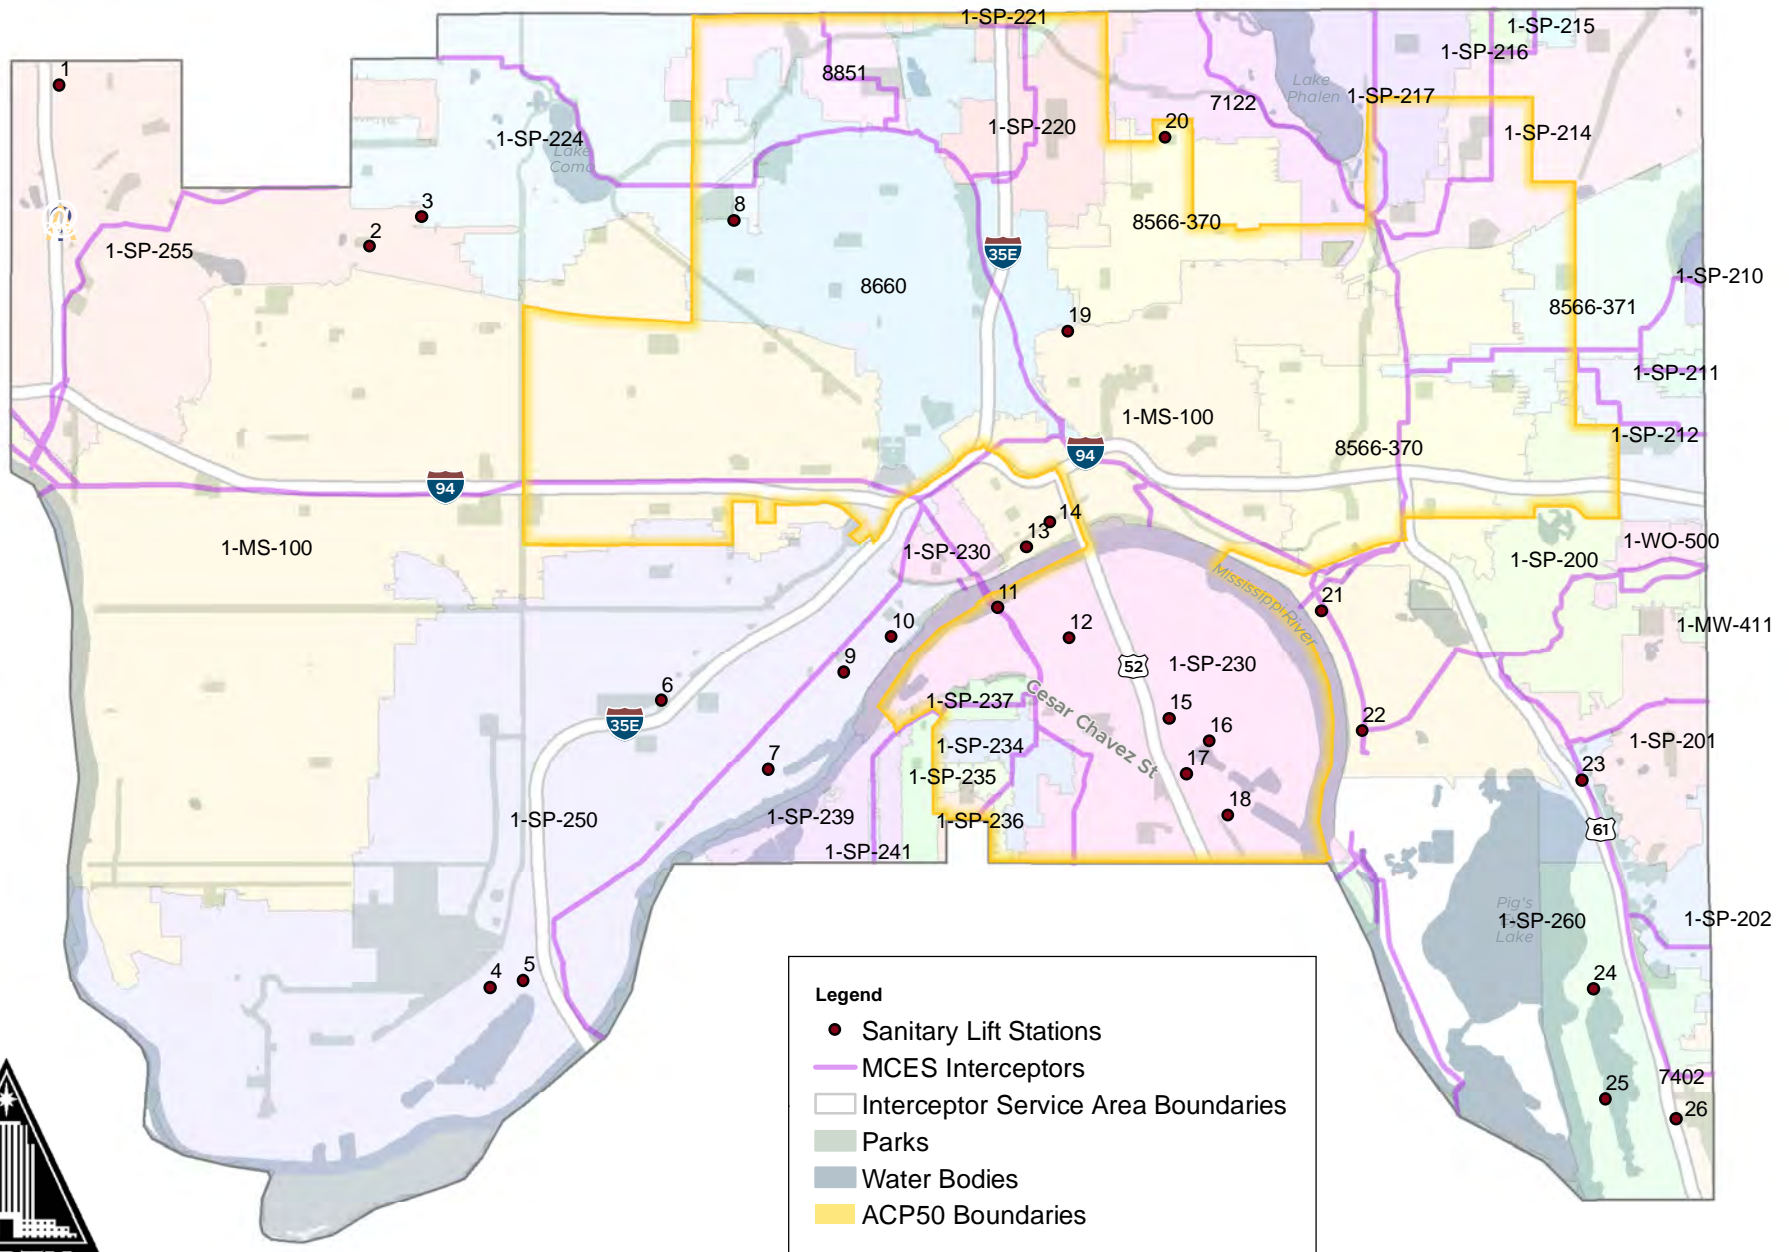 1-SP-221
1-SP-215
1-SP-216
1
8851
Lake
Phalen
1-SP-217
7122
1-SP-220
20
1-SP-214
1-SP-224
Lake
Como
3
8
2
8566-370
1-SP-255
35E
1-SP-210
8660
8566-371
19
1-SP-211
1-MS-100
1-SP-212
8566-370
94
94
14
13
1-MS-100
1-SP-230
1-WO-500
1-SP-200
Mississippi River
11
21
10
12
1-MW-411
9
52
1-SP-230
6
1-SP-237
Cesar Chavez St
15
22
35E
16
1-SP-234
1-SP-201
7
17
23
1-SP-235
18
1-SP-239
1-SP-236
1-SP-250
61
1-SP-241
Pig's
Lake
1-SP-260
1-SP-202
4
5
24
7402
25
26
Legend
Sanitary Lift Stations
MCES Interceptors
Interceptor Service Area Boundaries
Parks
Water Bodies
ACP50 Boundaries